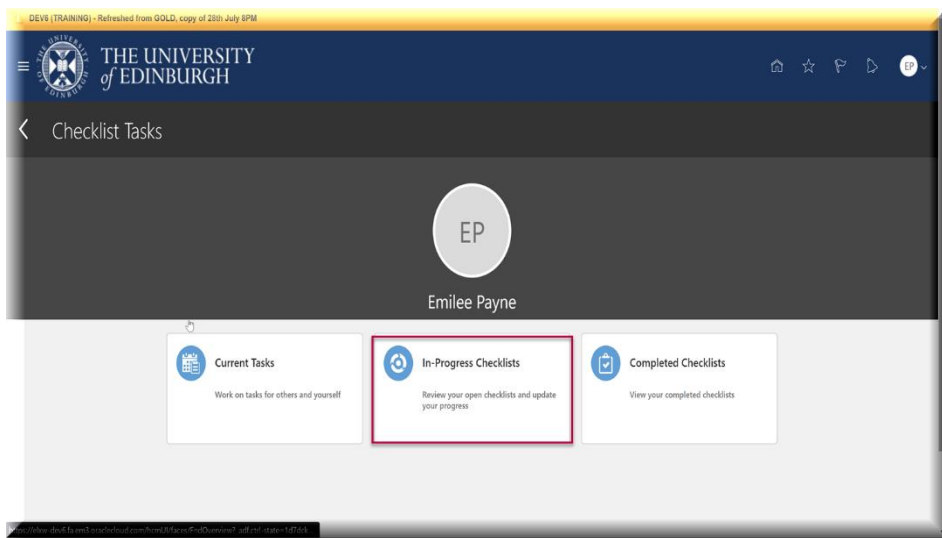 DEV6 (TRAINING) - Refreshed from GOLD, copy of 28th July 8PM
THE UNIVERSITY
of EDINBURGH
EP
Checklist Tasks
EP
Emilee Payne
Current Tasks
Work on tasks for others and yourself
In-Progress Checklists
Review your open checklists and update
your progress
Completed Checklists
View your completed checklists